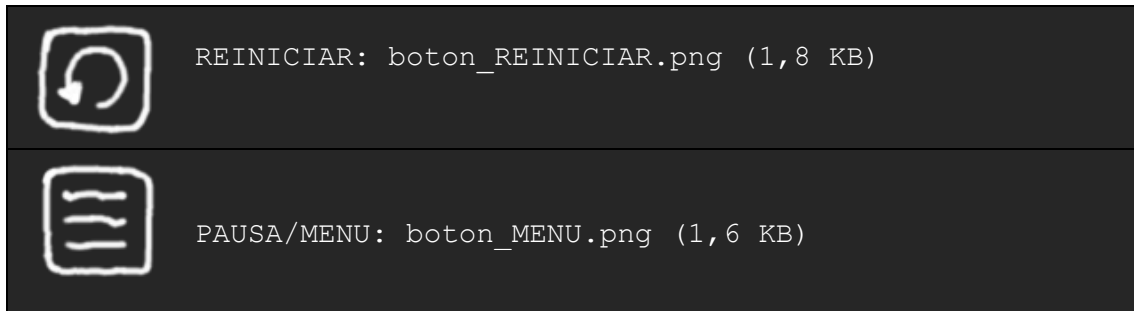 REINICIAR: boton_REINICIAR.png (1,8 KB)
PAUSA/MENU: boton_MENU.png (1,6 KB)